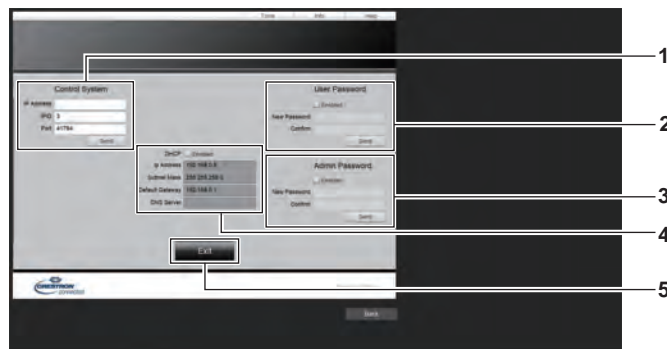 Tools Info Help
Control System
IP Address
IPID 3
Port 41794
Send
User Password
Enabled
New Password
Confirm
Send
DHCP Enabled
Ip Address 192.168.0.8
Subnet Mask 255.255.255.0
Default Gateway 192.168.0.1
DNS Server
Admin Password
Enabled
New Password
Confirm
Send
Exit
CRESTRON
connected
Back
1
2
3
4
5